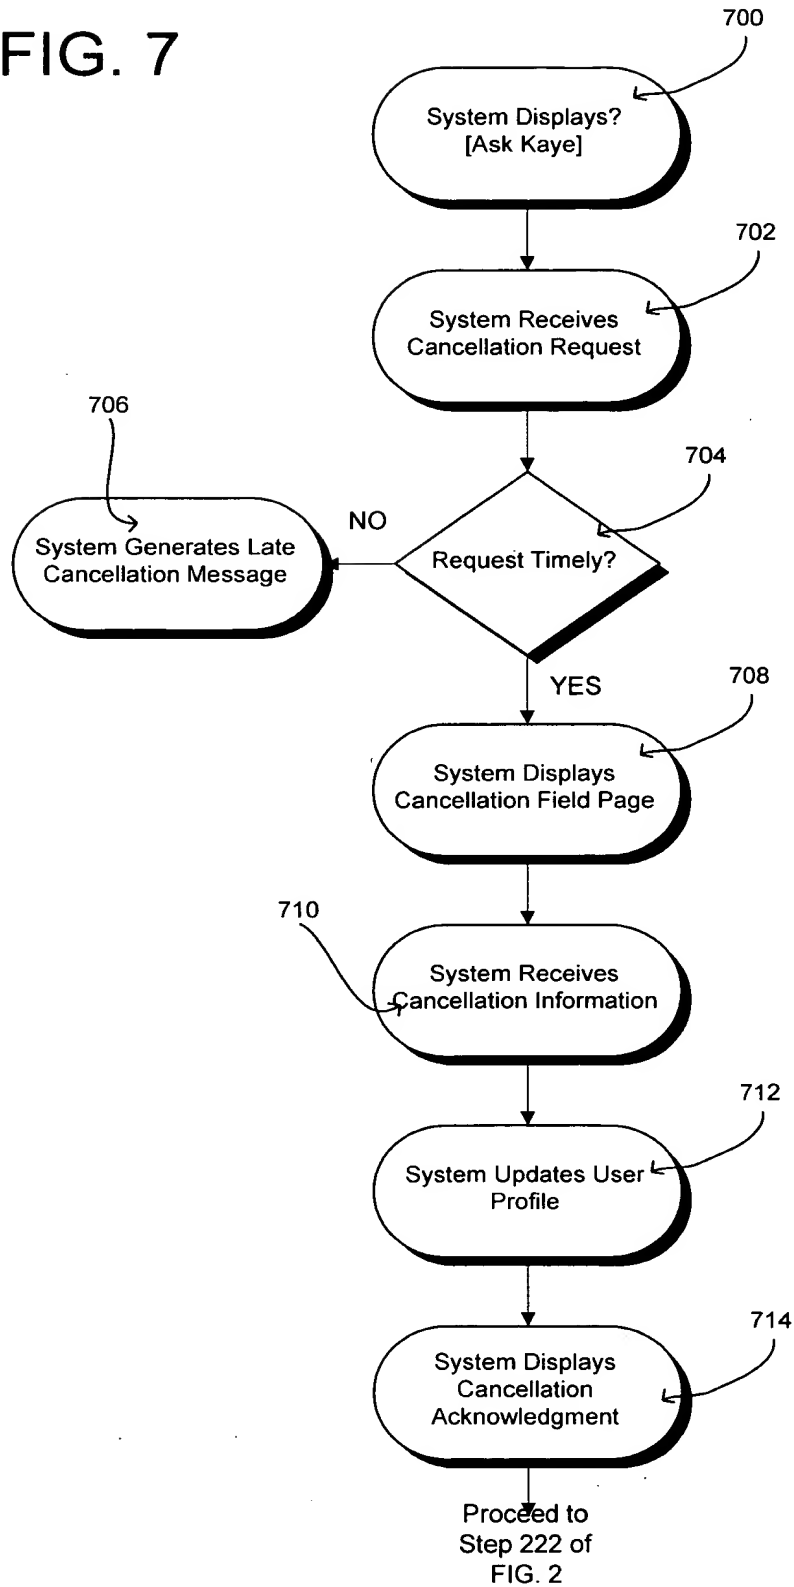 FIG. 7
700
System Displays?
[Ask Kaye]
702
System Receives
Cancellation Request
704
Request Timely?
NO
706
System Generates Late
Cancellation Message
YES
708
System Displays
Cancellation Field Page
710
System Receives
Cancellation Information
712
System Updates User
Profile
714
System Displays
Cancellation
Acknowledgment
Proceed to
Step 222 of
FIG. 2